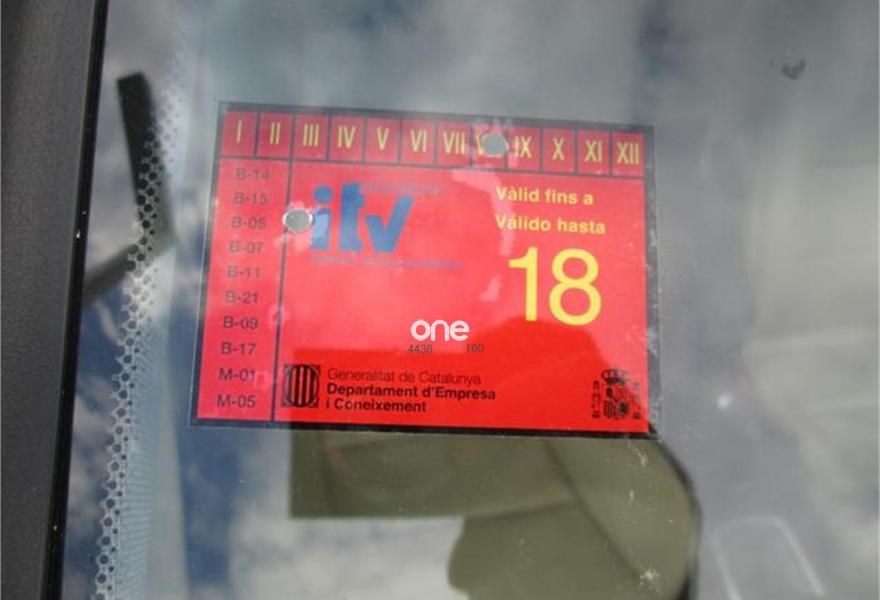 I II III IV V VI VII IX X XI XII
B-14
B-15
B-05
B-07
B-11
B-21
B-09
B-17
M-01
M-05
itv
Vàlid fins a
Válido hasta
18
one
4438 100
Generalitat de Catalunya
Departament d'Empresa
i Coneixement